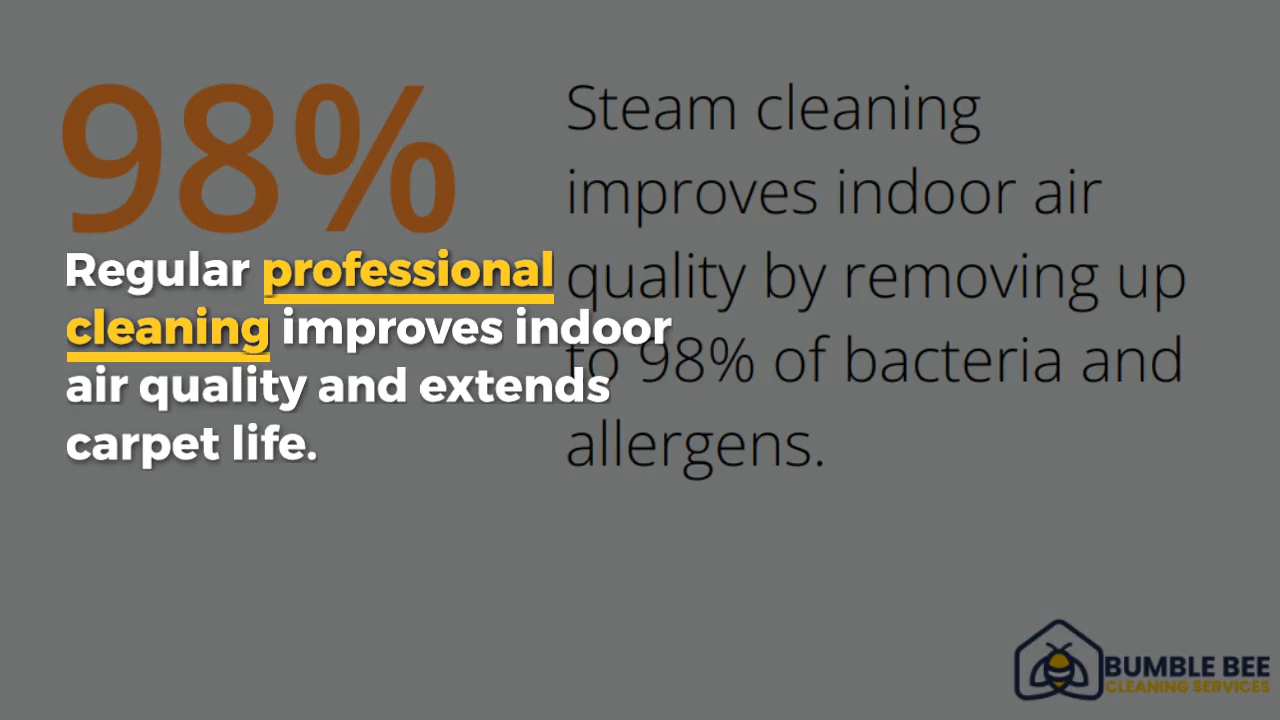 98%
Steam cleaning
improves indoor air
quality by removing up
to 98% of bacteria and
allergens.
Regular professional
cleaning improves indoor
air quality and extends
carpet life.
BUMBLE BEE
CLEANING SERVICES